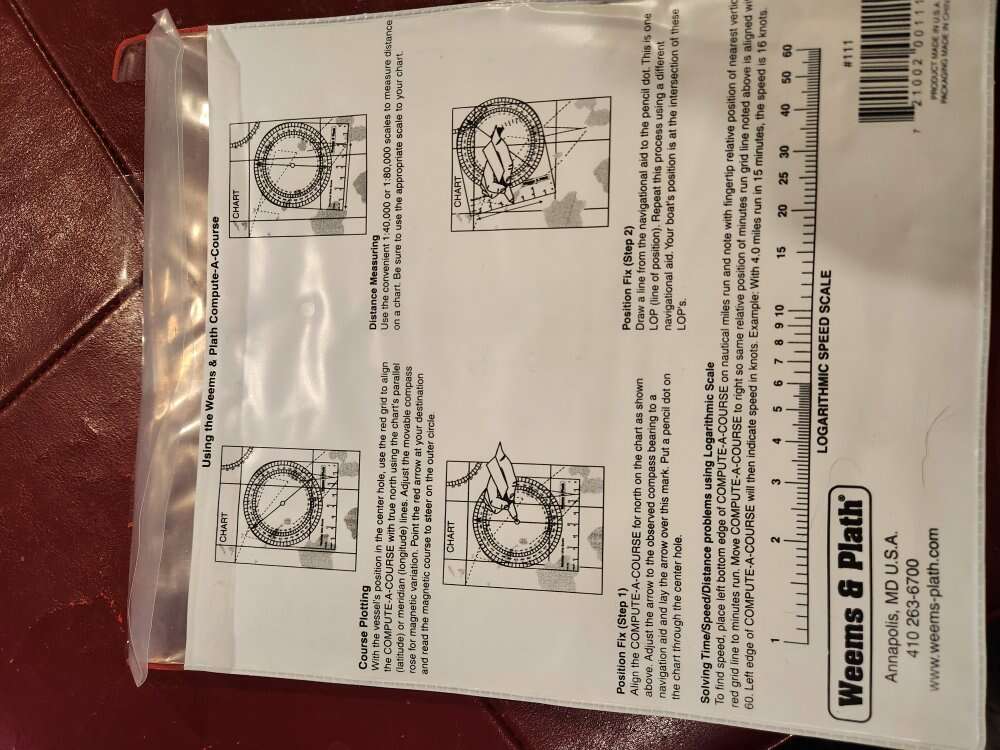 Using the Weems & Plath Compute-A-Course
CHART
Course Plotting
With the vessel's position in the center hole, use the red grid to align
the COMPUTE-A-COURSE with true north using the chart's parallel
(latitude) or meridian (longitude) lines. Adjust the movable compass
rose for magnetic variation. Point the red arrow at your destination
and read the magnetic course to steer on the outer circle.
CHART
Distance Measuring
Use the convenient 1:40,000 or 1:80,000 scales to measure distance
on a chart. Be sure to use the appropriate scale to your chart.
CHART
Position Fix (Step 1)
Align the COMPUTE-A-COURSE for north on the chart as shown
above. Adjust the arrow to the observed compass bearing to a
navigation aid and lay the arrow over this mark. Put a pencil dot on
the chart through the center hole.
CHART
Position Fix (Step 2)
Draw a line from the navigational aid to the pencil dot. This is one
LOP (line of position). Repeat this process using a different
navigational aid. Your boat's position is at the intersection of these
LOP's.
Solving Time/Speed/Distance problems using Logarithmic Scale
To find speed, place left bottom edge of COMPUTE-A-COURSE on nautical miles run and note with fingertip relative position of nearest
red grid line to minutes run. Move COMPUTE-A-COURSE to right so same relative position of minutes run grid line noted above is aligned
60. Left edge of COMPUTE-A-COURSE will then indicate speed in knots. Example: With 4.0 miles run in 15 minutes, the speed is 16 knots.
1 2 3 4 5 6 7 8 9 10 15 20 25 30 40 50 60
LOGARITHMIC SPEED SCALE
Weems & Plath®
Annapolis, MD U.S.A.
410 263-6700
www.weems-plath.com
#111
7 21002 00111
PRODUCT MADE IN U.S.A.
PACKAGING MADE IN CHINA